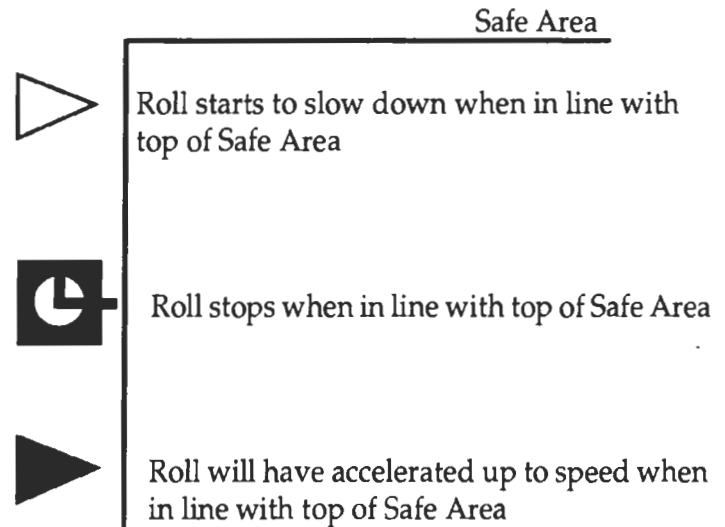 Safe Area
Roll starts to slow down when in line with
top of Safe Area
Roll stops when in line with top of Safe Area
Roll will have accelerated up to speed when
in line with top of Safe Area